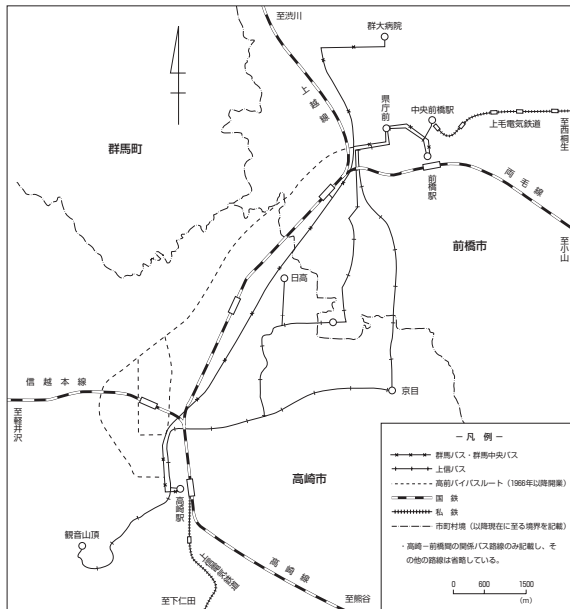 至渋川
群大病院
上越線
県庁前
中央前橋駅
上毛電気鉄道
至西桐生
群馬町
前橋駅
両毛線
至小山
前橋市
日高
信越本線
至軽井沢
京目
高崎市
高崎駅
観音山頂
上信電気鉄道
高崎線
至下仁田
至熊谷
- 凡 例 -
群馬バス・群馬中央バス
上信バス
高前バイパスルート（1966年以降開業）
国 鉄
私 鉄
市町村境（以降現在に至る境界を記載）
・高崎－前橋間の関係バス路線のみ記載し、そ
の他の路線は省略している。
0 600 1500
(m)